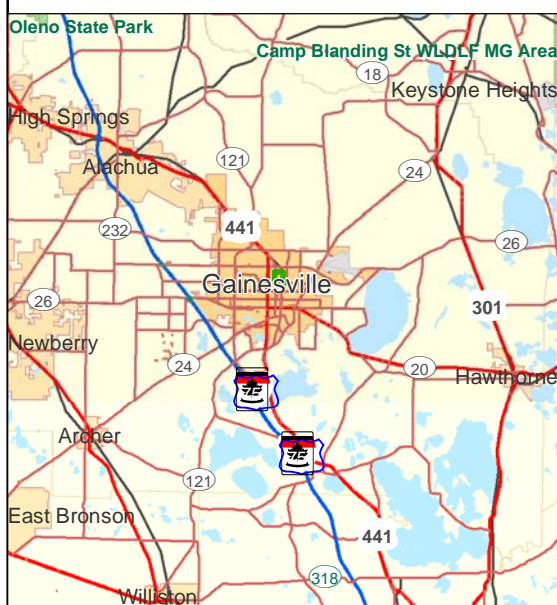 Oleno State Park
Camp Blanding St WLDLF MG Area
18
Keystone Heights
High Springs
121
Alachua
24
232
441
26
Gainesville
26
301
Newberry
24
20
Hawthorne
Archer
121
East Bronson
441
318
Williston